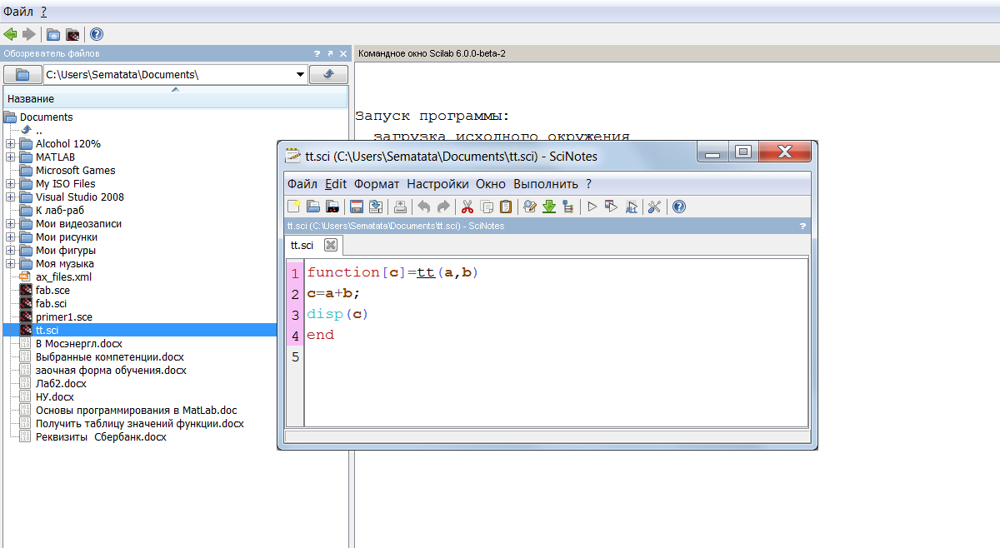 Файл ?
Обозреватель файлов
Командное окно Scilab 6.0.0-beta-2
C:\Users\Sematata\Documents\
Название
Documents
..
Alcohol 120%
MATLAB
Microsoft Games
My ISO Files
Visual Studio 2008
К лаб-раб
Мои видеозаписи
Мои рисунки
Мои фигуры
Моя музыка
ax_files.xml
fab.sce
fab.sci
primer1.sce
tt.sci
В Мосэнергл.docx
Выбранные компетенции.docx
заочная форма обучения.docx
Лаб2.docx
НУ.docx
Основы программирования в MatLab.doc
Получить таблицу значений функции.docx
Реквизиты Сбербанк.docx
Запуск программы:
загрузка исходного окружения
tt.sci (C:\Users\Sematata\Documents\tt.sci) - SciNotes
Файл Edit Формат Настройки Окно Выполнить ?
tt.sci (C:\Users\Sematata\Documents\tt.sci) - SciNotes ?
tt.sci
1 function[c]=tt(a,b)
2 c=a+b;
3 disp(c)
4 end
5